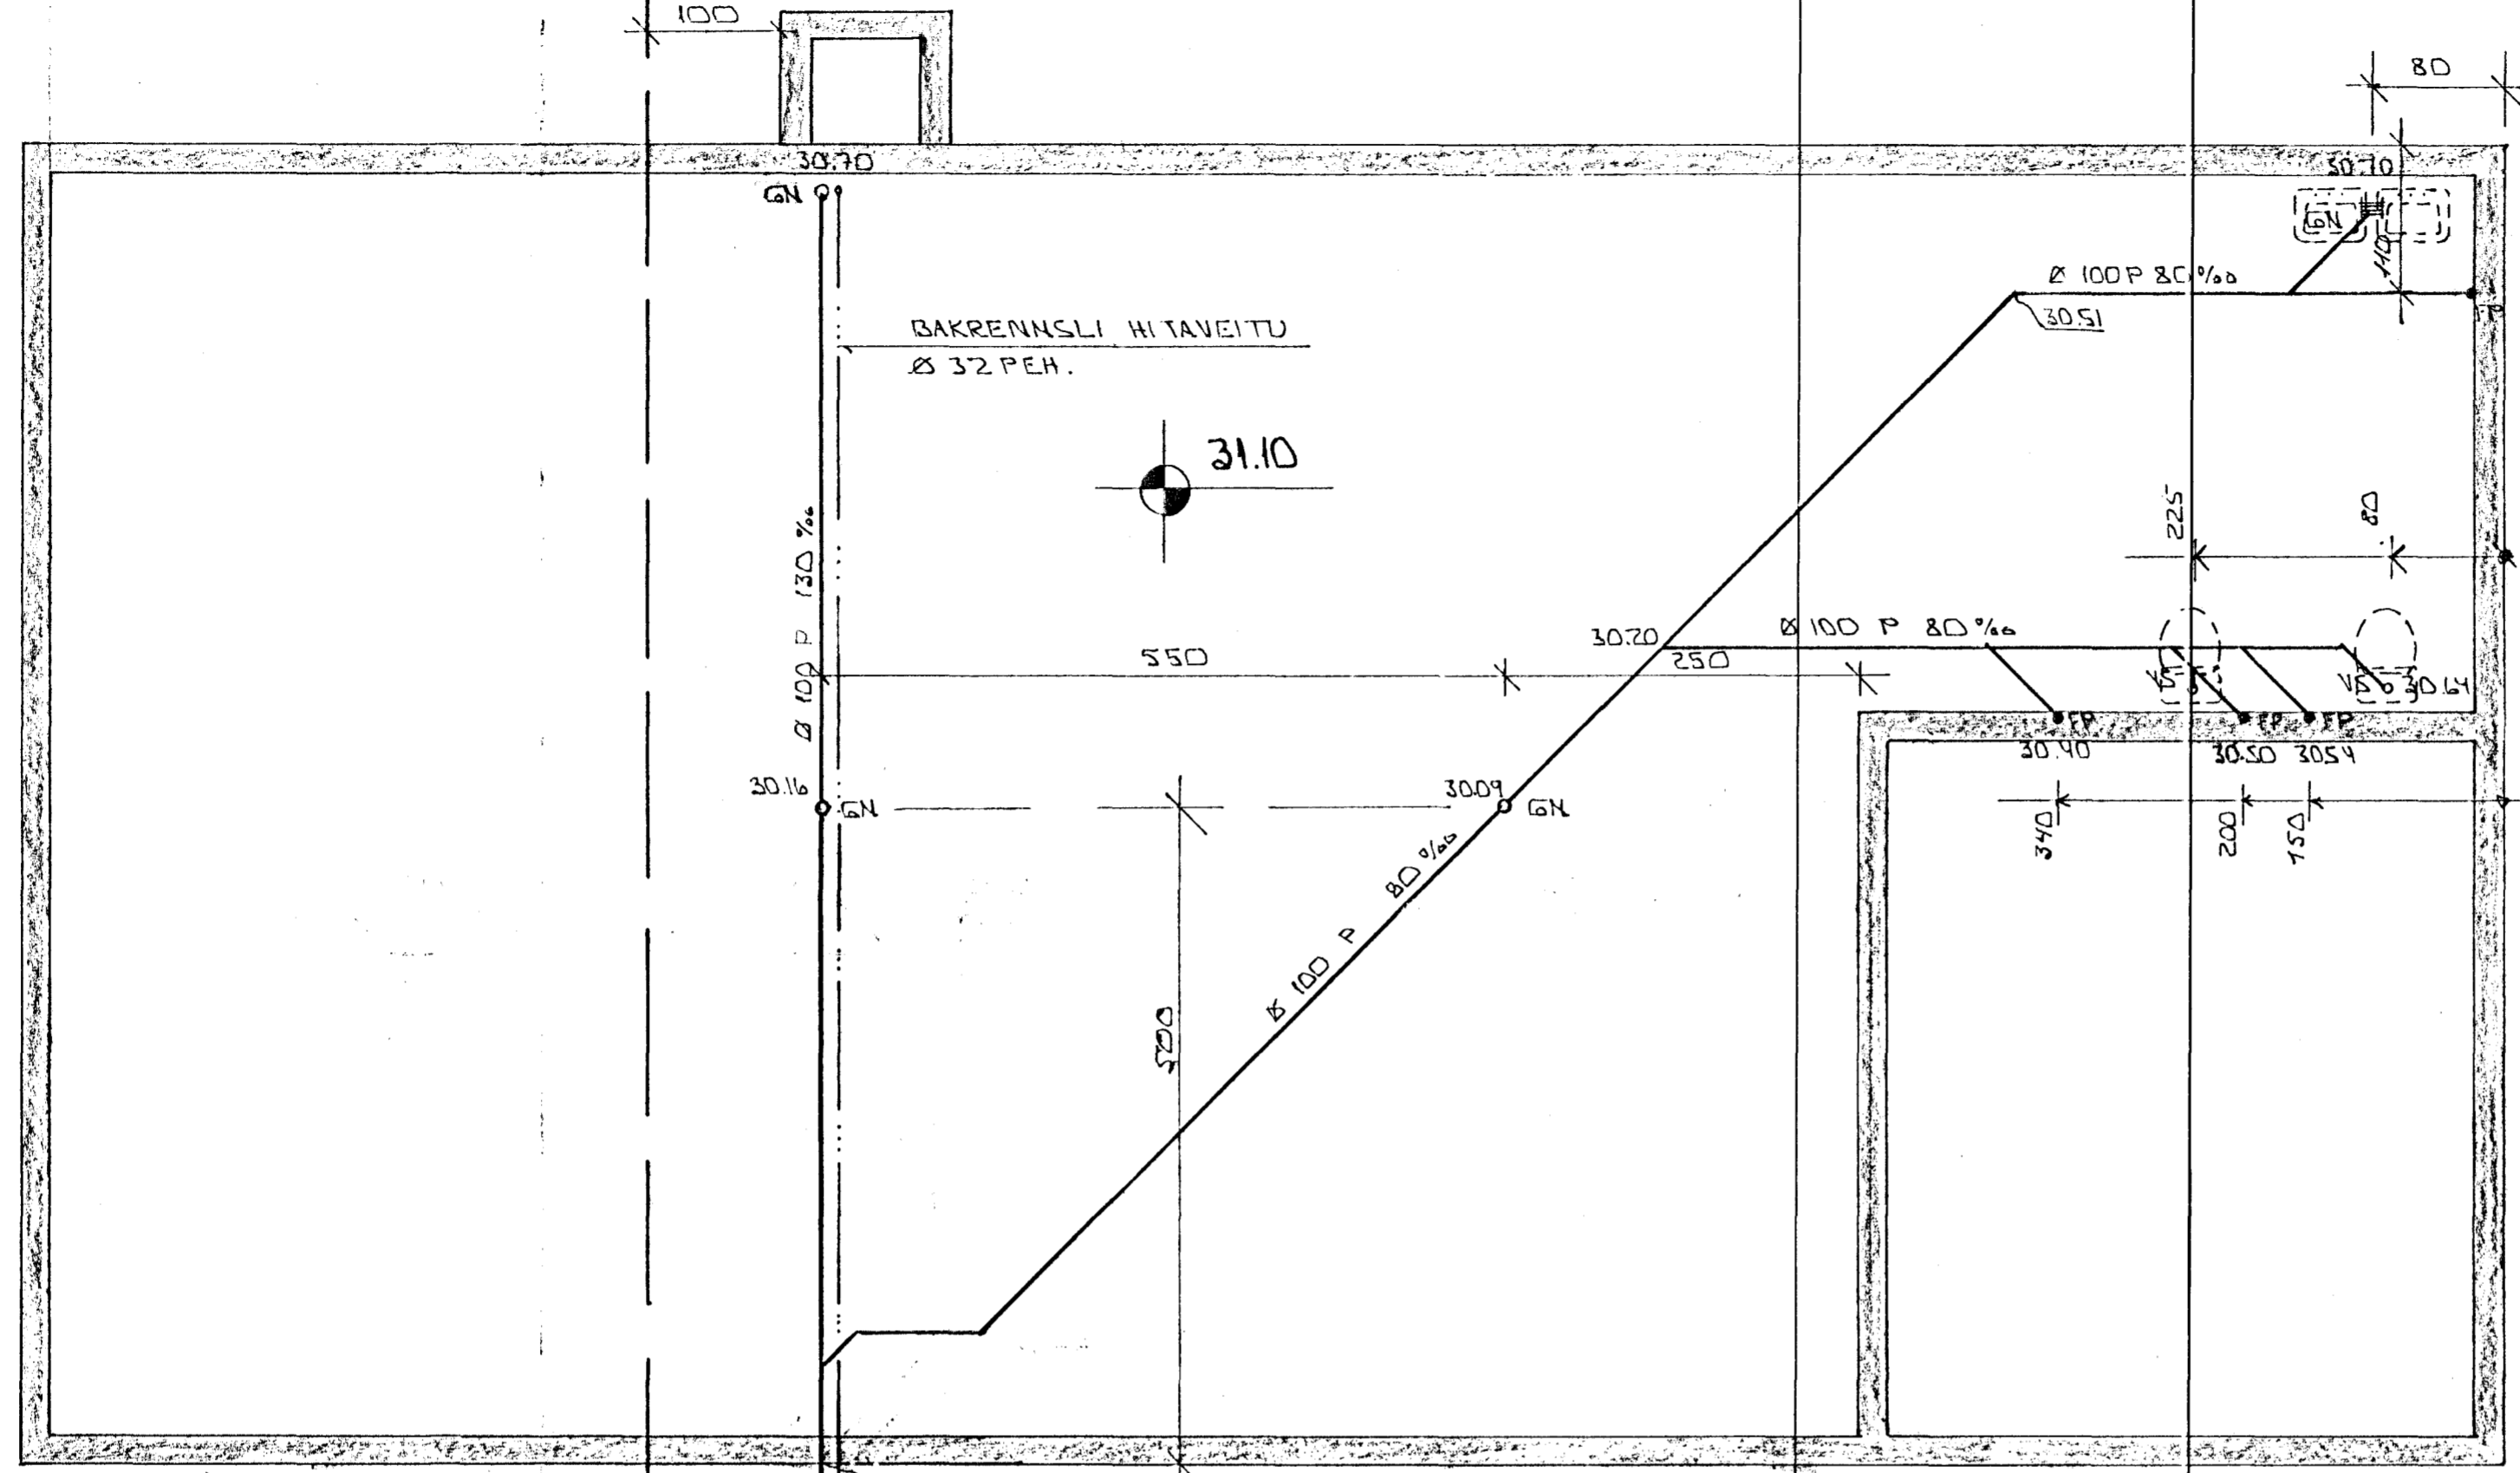 100
80
30.70
GN
30.70
GN
110
Ø 100 P 80 ‰
30.51
FP
BAKRENNSLI HITAVEITU
Ø 32 PEH.
31.10
Ø 100 P 130 ‰
225
80
30.20
Ø 100 P 80 ‰
550
250
VS
VS 30.64
FP
FP
FP
30.40
30.50
30.54
30.16
GN
30.09
GN
340
200
150
Ø 100 P 80 ‰
500